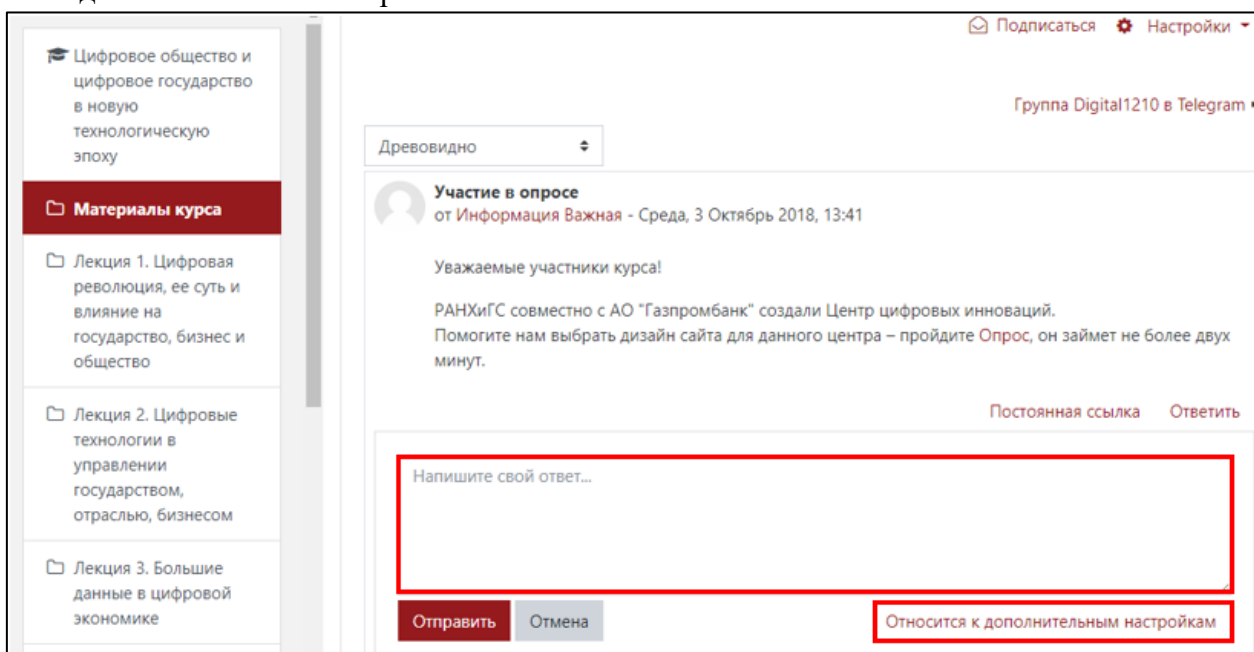 Подписаться Настройки
Цифровое общество и
цифровое государство
в новую
технологическую
эпоху
Материалы курса
Лекция 1. Цифровая
революция, ее суть и
влияние на
государство, бизнес и
общество
Лекция 2. Цифровые
технологии в
управлении
государством,
отраслью, бизнесом
Лекция 3. Большие
данные в цифровой
экономике
Группа Digital1210 в Telegram
Древовидно
Участие в опросе
от Информация Важная - Среда, 3 Октябрь 2018, 13:41
Уважаемые участники курса!
РАНХиГС совместно с АО "Газпромбанк" создали Центр цифровых инноваций.
Помогите нам выбрать дизайн сайта для данного центра – пройдите Опрос, он займет не более двух
минут.
Постоянная ссылка Ответить
Напишите свой ответ...
Отправить Отмена Относится к дополнительным настройкам